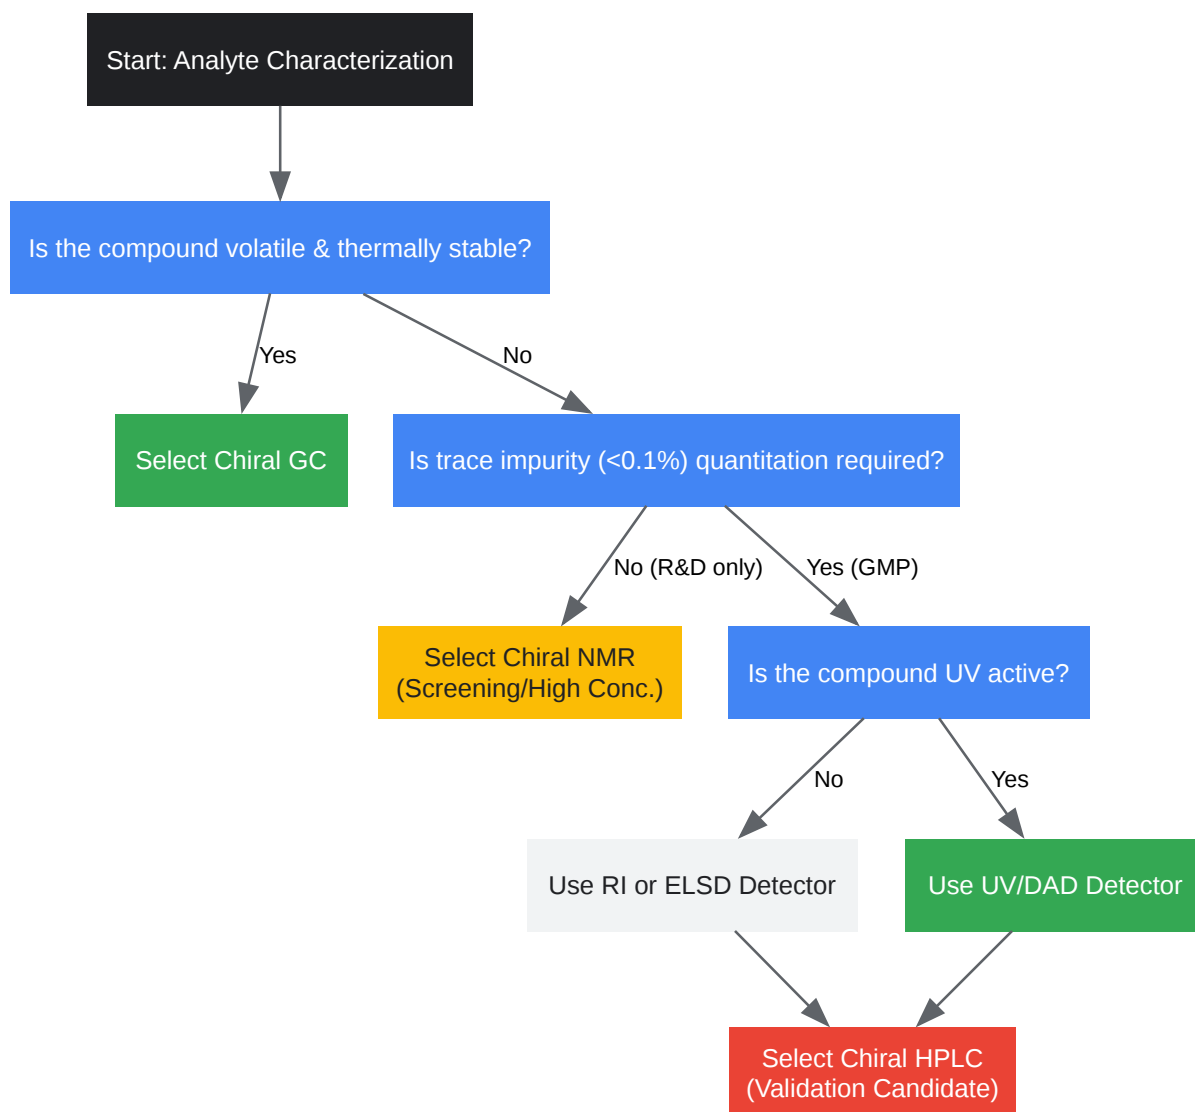 Start: Analyte Characterization
Is the compound volatile & thermally stable?
Yes
No
Select Chiral GC
Is trace impurity (<0.1%) quantitation required?
No (R&D only)
Yes (GMP)
Select Chiral NMR
(Screening/High Conc.)
Is the compound UV active?
No
Yes
Use RI or ELSD Detector
Use UV/DAD Detector
Select Chiral HPLC
(Validation Candidate)